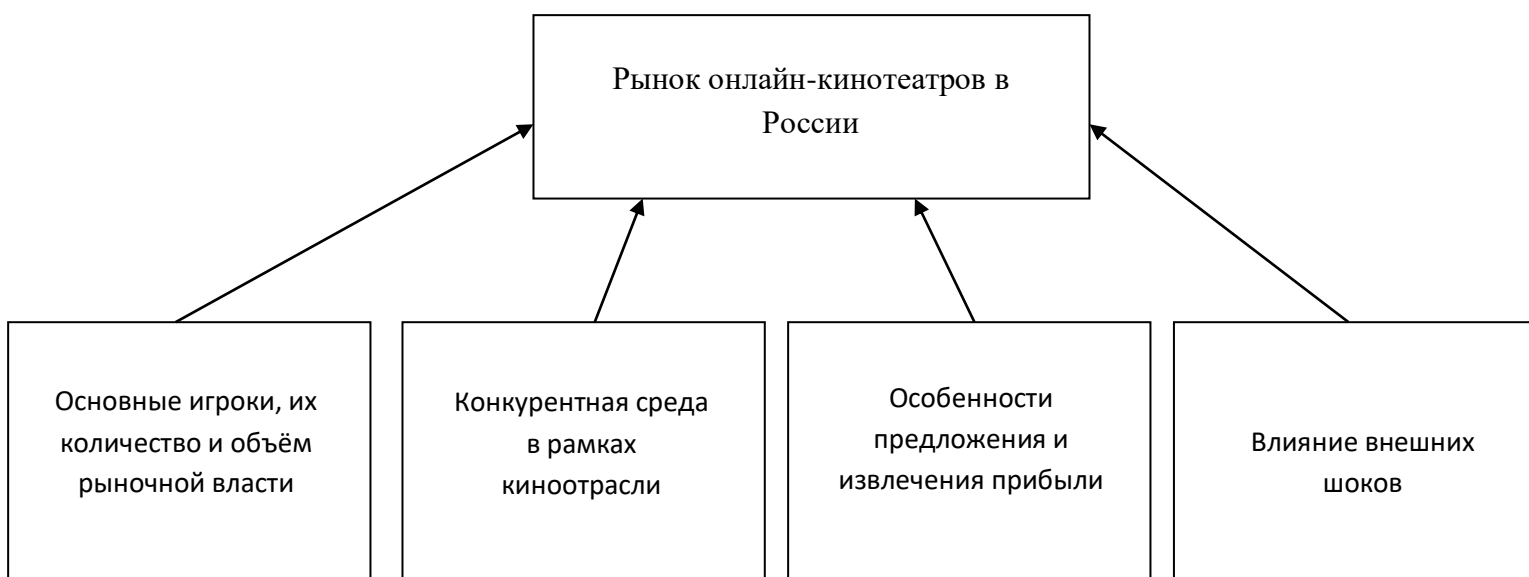 Рынок онлайн-кинотеатров в
России
Основные игроки, их
количество и объём
рыночной власти
Конкурентная среда
в рамках
киноотрасли
Особенности
предложения и
извлечения прибыли
Влияние внешних
шоков